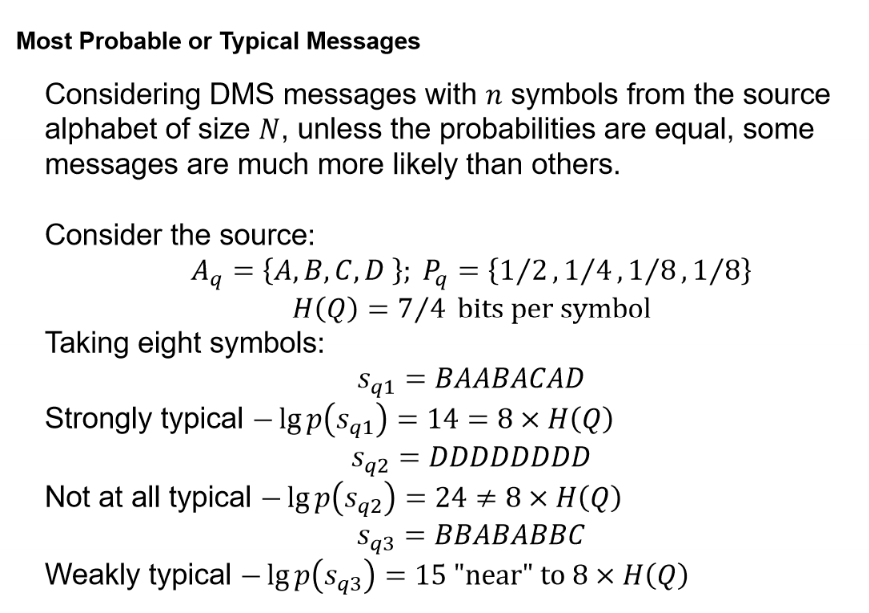 Most Probable or Typical Messages
Considering DMS messages with n symbols from the source
alphabet of size N, unless the probabilities are equal, some
messages are much more likely than others.
Consider the source:
A_q = {A, B, C, D }; P_q = {1/2, 1/4, 1/8, 1/8}
H(Q) = 7/4 bits per symbol
Taking eight symbols:
s_{q1} = BAABACAD
Strongly typical − lg p(s_{q1}) = 14 = 8 × H(Q)
s_{q2} = DDDDDDDD
Not at all typical − lg p(s_{q2}) = 24 ≠ 8 × H(Q)
s_{q3} = BBABABBC
Weakly typical − lg p(s_{q3}) = 15 "near" to 8 × H(Q)